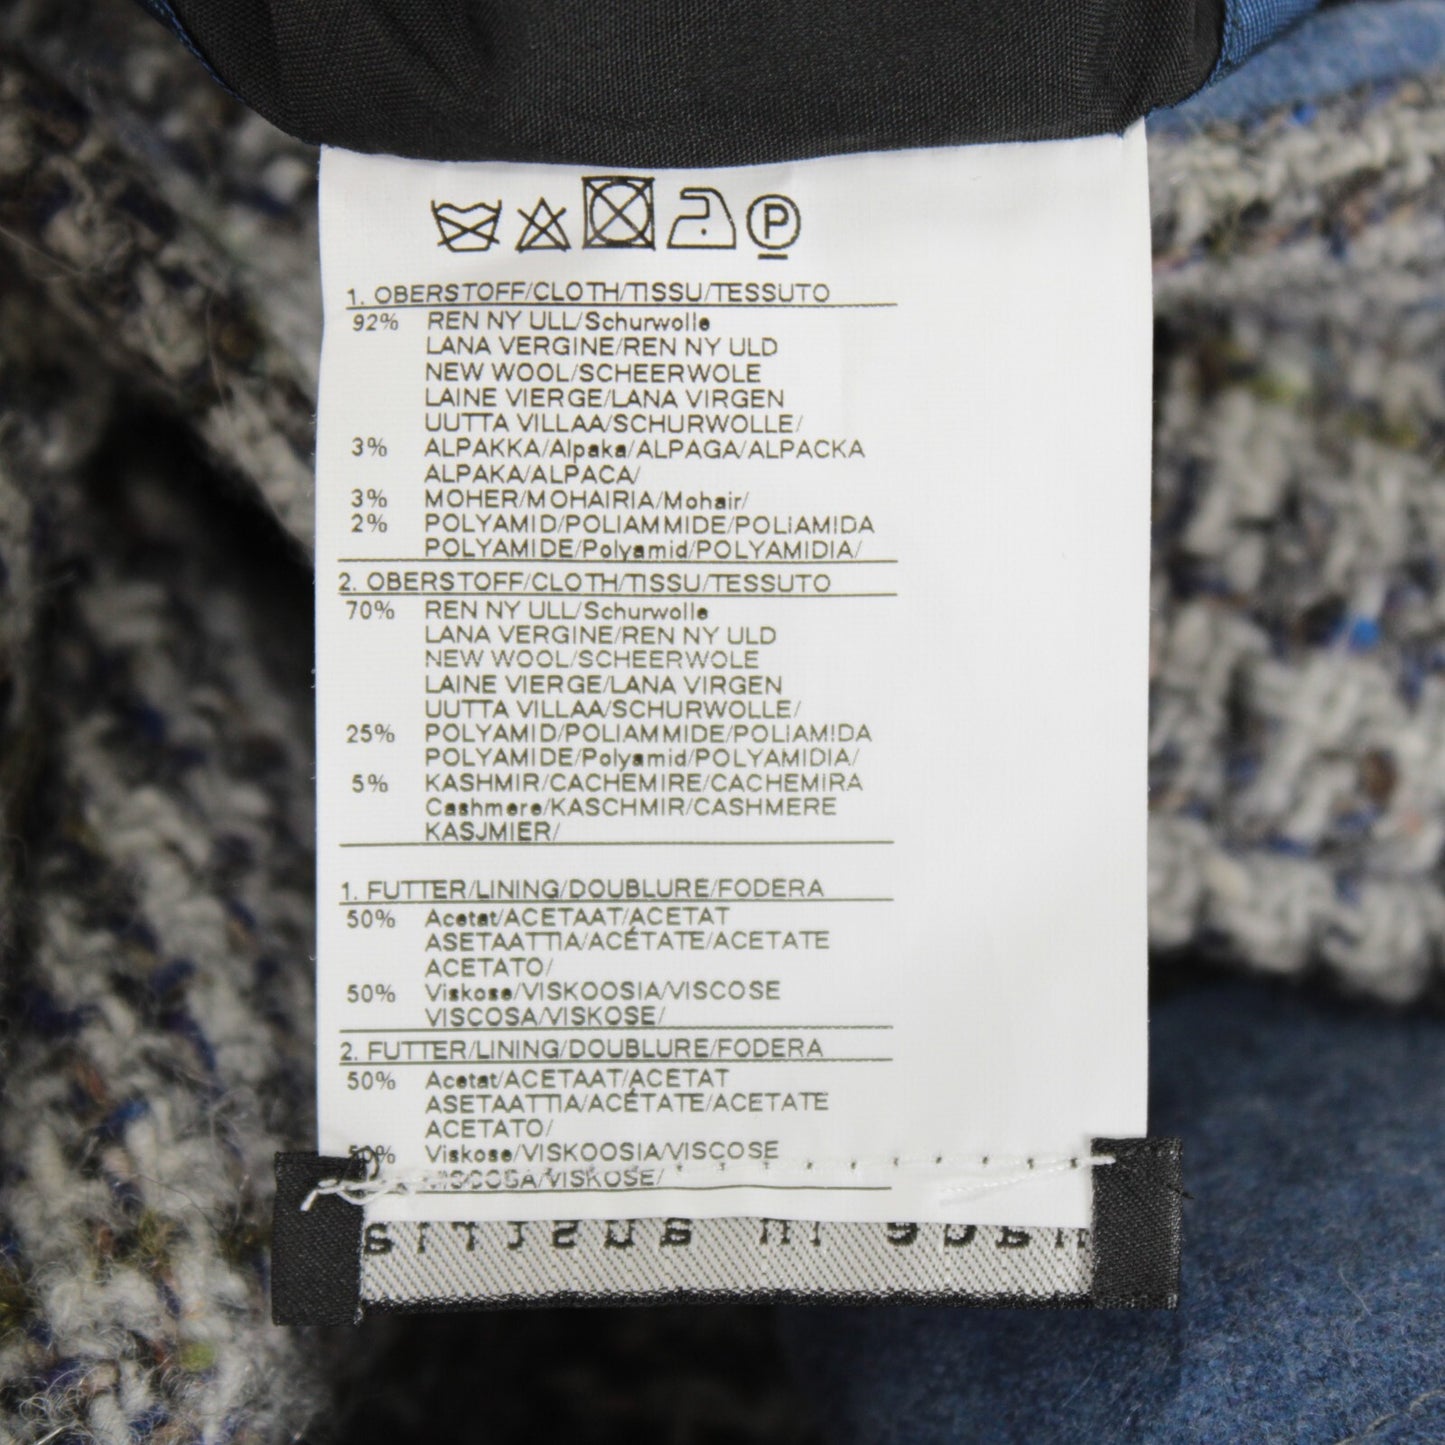 P
1. OBERSTOFF/CLOTH/TISSU/TESSUTO
92% REN NY ULL/Schurwolle
LANA VERGINE/REN NY ULD
NEW WOOL/SCHEERWOLE
LAINE VIERGE/LANA VIRGEN
UUTTA VILLAA/SCHURWOLLE/
3% ALPAKKA/Alpaka/ALPAGA/ALPACKA
ALPAKA/ALPACA/
3% MOHER/MOHAIRIA/Mohair/
2% POLYAMID/POLIAMMIDE/POLIAMIDA
POLYAMIDE/Polyamid/POLYAMIDIA/
2. OBERSTOFF/CLOTH/TISSU/TESSUTO
70% REN NY ULL/Schurwolle
LANA VERGINE/REN NY ULD
NEW WOOL/SCHEERWOLE
LAINE VIERGE/LANA VIRGEN
UUTTA VILLAA/SCHURWOLLE/
25% POLYAMID/POLIAMMIDE/POLIAMIDA
POLYAMIDE/Polyamid/POLYAMIDIA/
5% KASHMIR/CACHEMIRE/CACHEMIRA
Cashmere/KASCHMIR/CASHMERE
KASJMIER/
1. FUTTER/LINING/DOUBLURE/FODERA
50% Acetat/ACETAAT/ACETAT
ASETAATTIA/ACÉTATE/ACETATE
ACETATO/
50% Viskose/VISKOOSIA/VISCOSE
VISCOSA/VISKOSE/
2. FUTTER/LINING/DOUBLURE/FODERA
50% Acetat/ACETAAT/ACETAT
ASETAATTIA/ACÉTATE/ACETATE
ACETATO/
50% Viskose/VISKOOSIA/VISCOSE
VISCOSA/VISKOSE/
made in austria